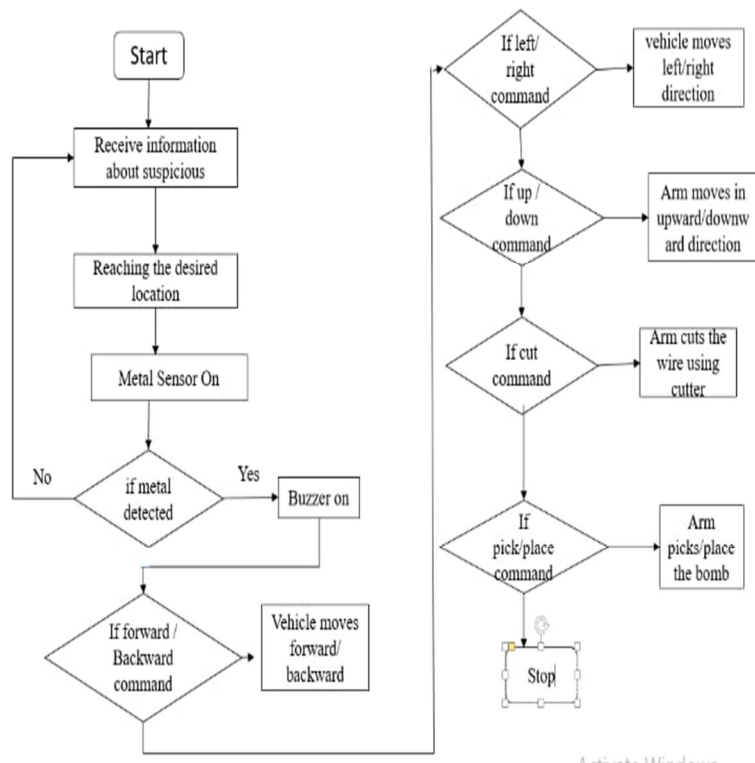 Start
Receive information
about suspicious
Reaching the desired
location
Metal Sensor On
if metal
detected
No
Yes
Buzzer on
If forward /
Backward
command
Vehicle moves
forward/
backward
If left/
right
command
vehicle moves
left/right
direction
If up /
down
command
Arm moves in
upward/downw
ard direction
If cut
command
Arm cuts the
wire using
cutter
If
pick/place
command
Arm
picks/place
the bomb
Stop
Activate Windows